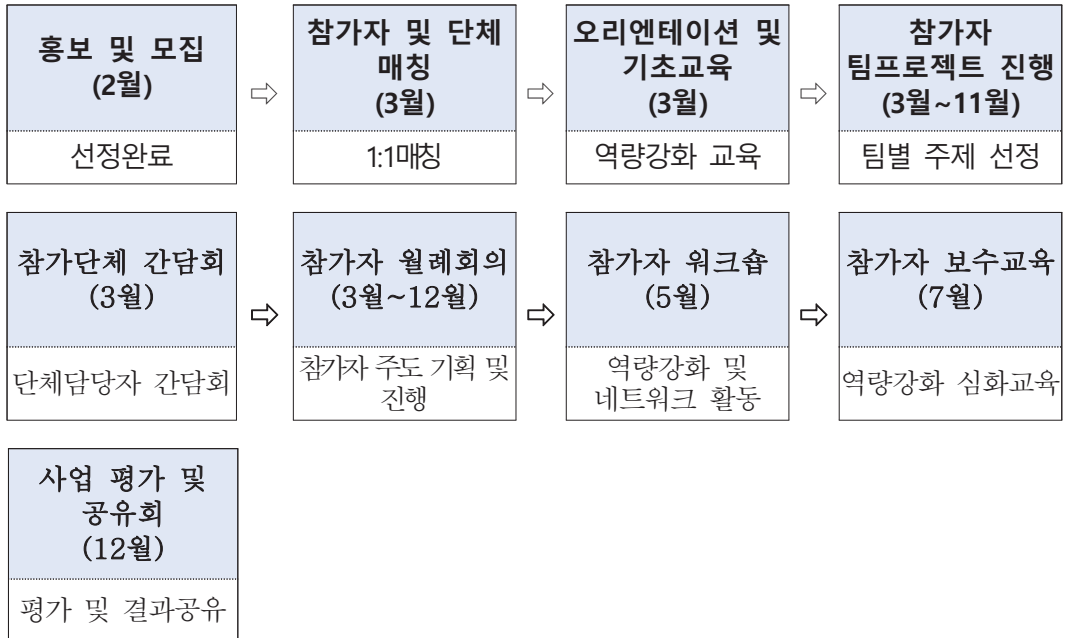 홍보 및 모집
(2월)
선정완료
⇨
참가자 및 단체
매칭
(3월)
1:1매칭
⇨
오리엔테이션 및
기초교육
(3월)
역량강화 교육
⇨
참가자
팀프로젝트 진행
(3월~11월)
팀별 주제 선정
참가단체 간담회
(3월)
단체담당자 간담회
⇨
참가자 월례회의
(3월~12월)
참가자 주도 기획 및
진행
⇨
참가자 워크숍
(5월)
역량강화 및
네트워크 활동
⇨
참가자 보수교육
(7월)
역량강화 심화교육
사업 평가 및
공유회
(12월)
평가 및 결과공유